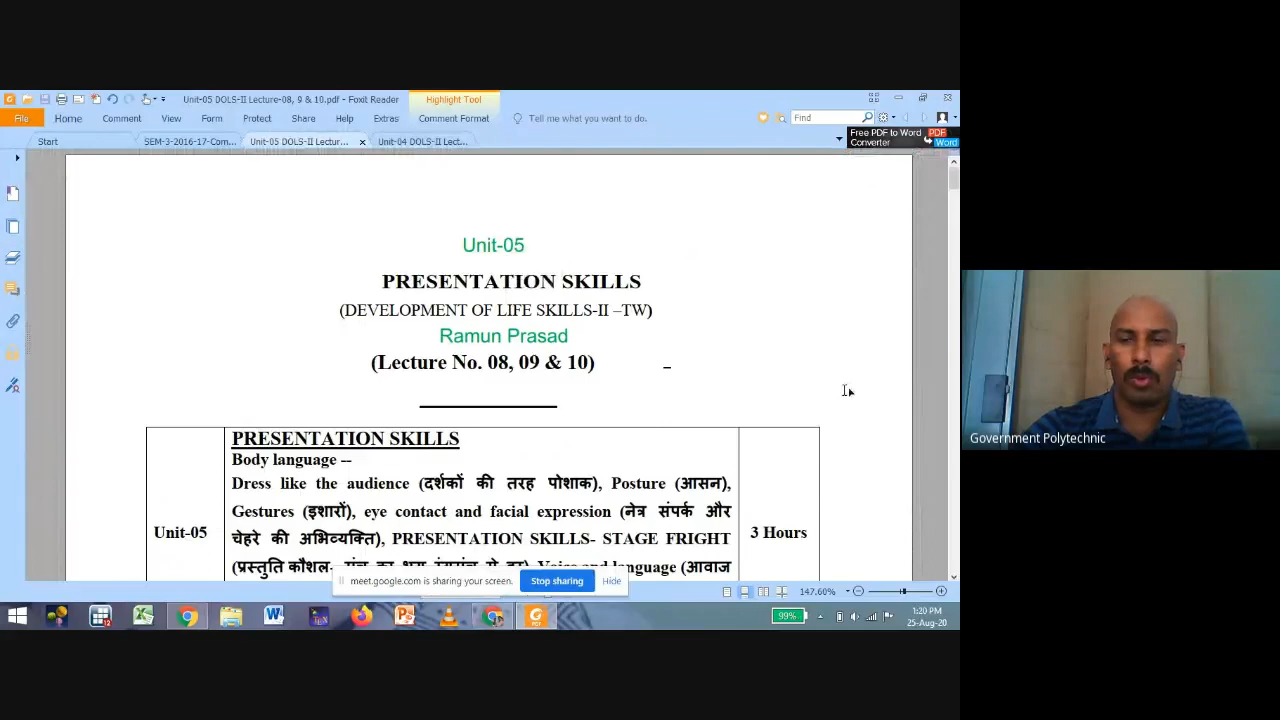 Unit-05 DOLS-II Lecture-08, 9 & 10.pdf - Foxit Reader
Highlight Tool
File
Home
Comment
View
Form
Protect
Share
Help
Extras
Comment Format
Tell me what you want to do.
Find
Start
SEM-3-2016-17-Com...
Unit-05 DOLS-II Lectur...
Unit-04 DOLS-II Lect...
Free PDF to Word
Converter
PDF
Word
Unit-05
PRESENTATION SKILLS
(DEVELOPMENT OF LIFE SKILLS-II –TW)
Ramun Prasad
(Lecture No. 08, 09 & 10)
PRESENTATION SKILLS
Body language --
Dress like the audience (दर्शकों की तरह पोशाक), Posture (आसन),
Gestures (इशारों), eye contact and facial expression (नेत्र संपर्क और
चेहरे की अभिव्यक्ति), PRESENTATION SKILLS- STAGE FRIGHT
(प्रस्तुति कौशल- Voice and language (आवाज
Unit-05
3 Hours
Government Polytechnic
meet.google.com is sharing your screen.
Stop sharing
Hide
147.60%
99%
1:20 PM
25-Aug-20